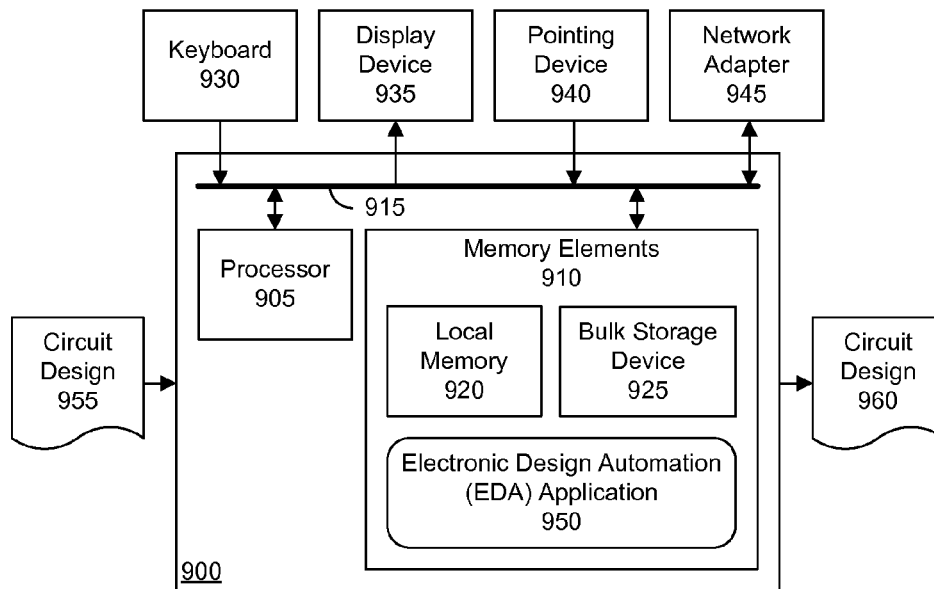 Keyboard
930
Display
Device
935
Pointing
Device
940
Network
Adapter
945
915
Processor
905
Memory Elements
910
Local
Memory
920
Bulk Storage
Device
925
Electronic Design Automation
(EDA) Application
950
Circuit
Design
955
Circuit
Design
960
900